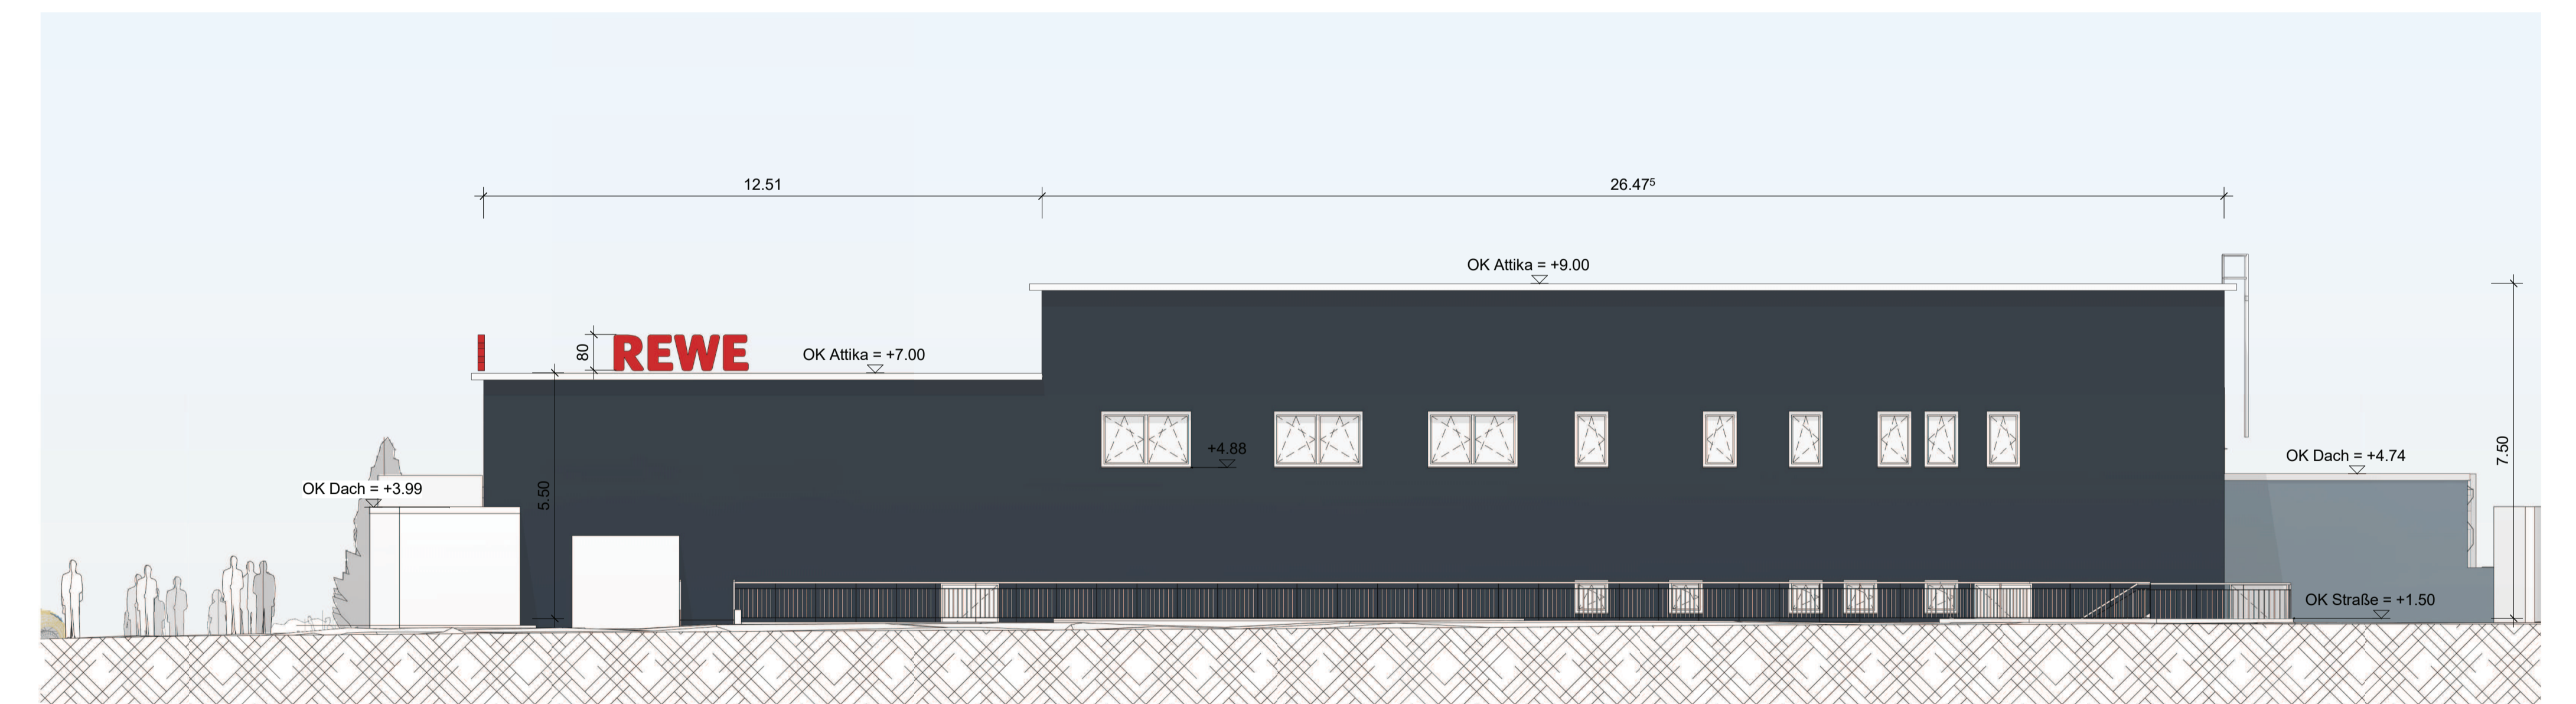 12.51
26.47⁵
OK Attika = +9.00
80
REWE
OK Attika = +7.00
+4.88
7.50
OK Dach = +4.74
OK Dach = +3.99
5.50
OK Straße = +1.50